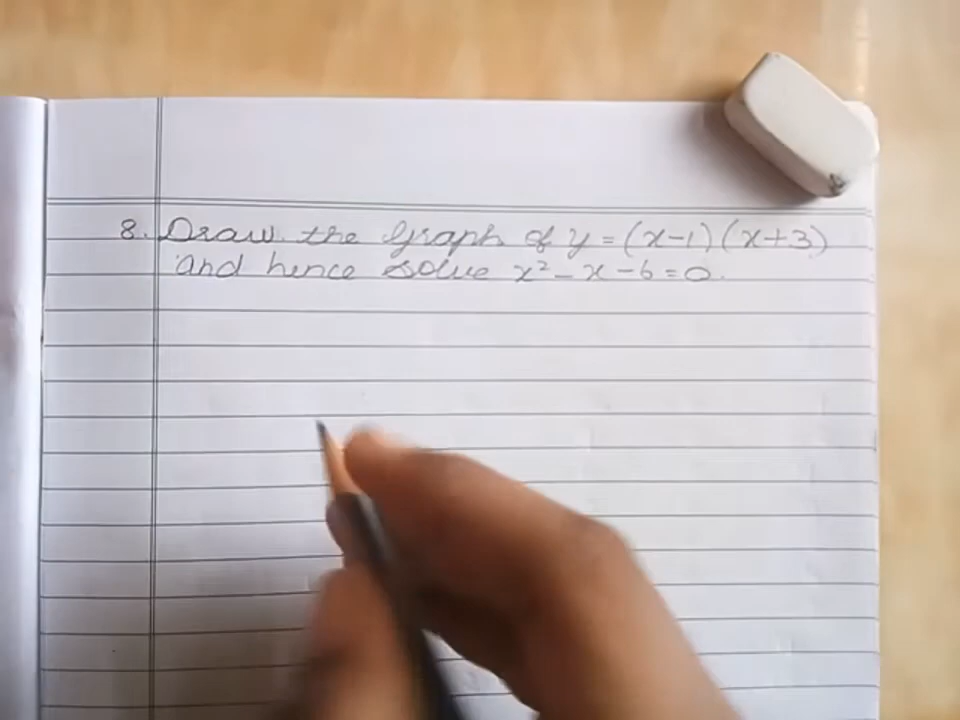 8. Draw the Graph of y = (x-1)(x+3)
and hence solve x² - x - 6 = 0.